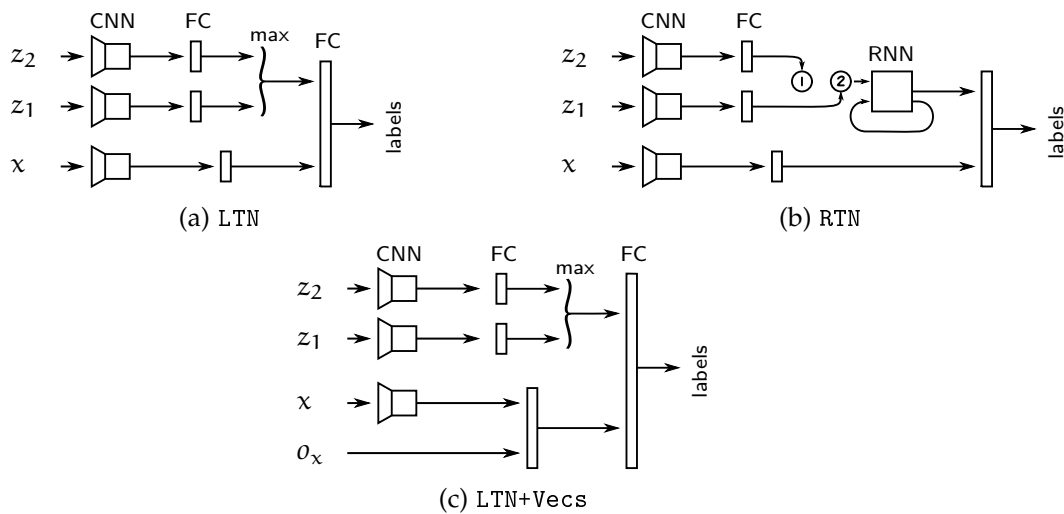 CNN FC max FC
z₂
z₁
x
labels
(a) LTN
CNN FC RNN
z₂ 1 2
z₁
x
labels
(b) RTN
CNN FC max FC
z₂
z₁
x
oₓ
labels
(c) LTN+Vecs